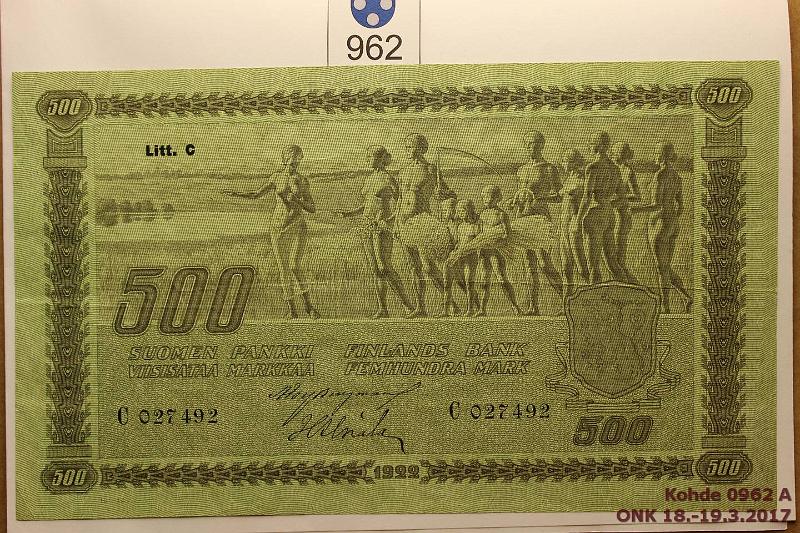 962
500 500
Litt. C
500
SUOMEN PANKKI FINLANDS BANK
VIISISATAA MARKKAA FEMHUNDRA MARK
C 027492 C 027492
500
500 1922 500
Kohde 0962 A
ONK 18.-19.3.2017